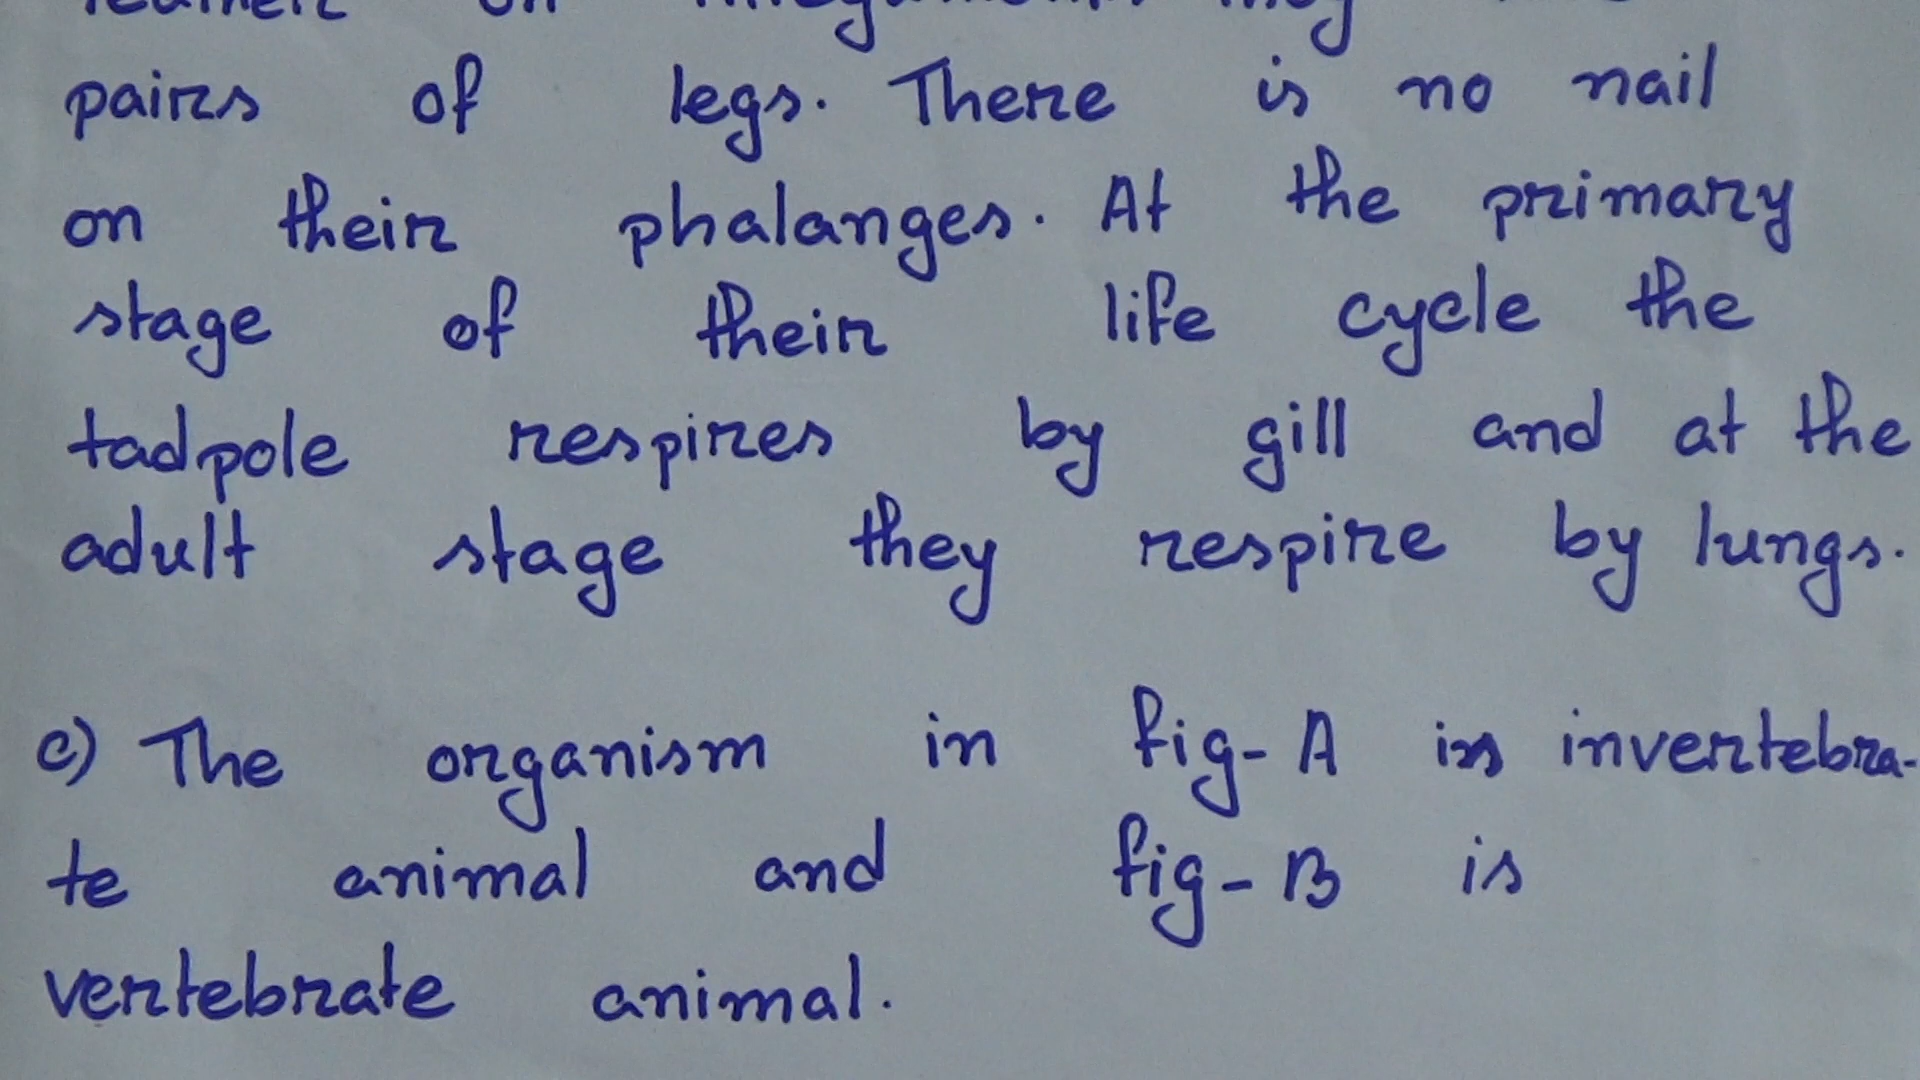 pairs of legs. There is no nail
on their phalanges. At the primary
stage of their life cycle the
tadpole respires by gill and at the
adult stage they respire by lungs.
c) The organism in fig-A is invertebra-
te animal and fig-B is
vertebrate animal.